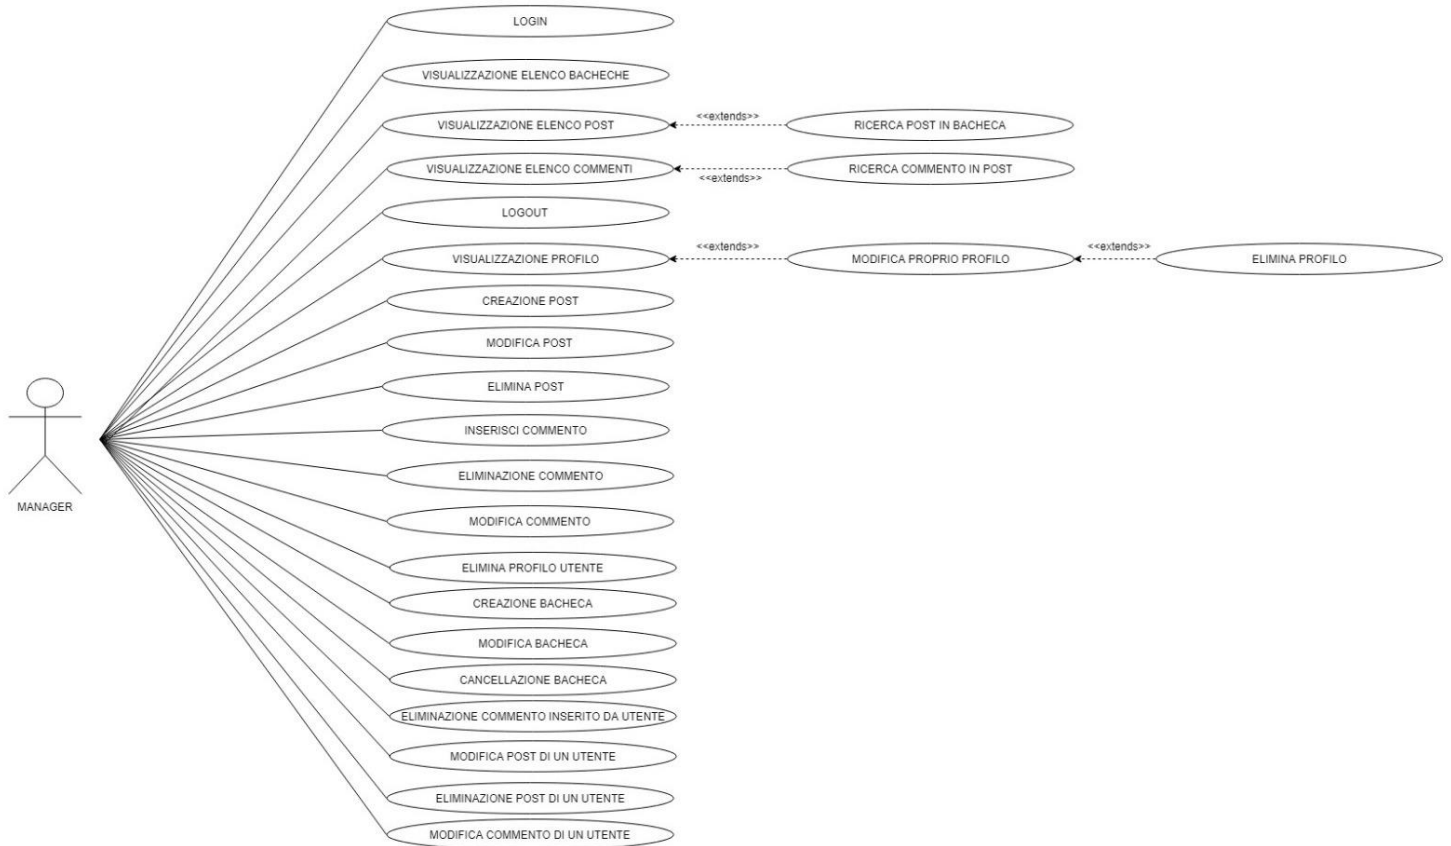 LOGIN
VISUALIZZAZIONE ELENCO BACHECHE
VISUALIZZAZIONE ELENCO POST
<<extends>>
RICERCA POST IN BACHECA
VISUALIZZAZIONE ELENCO COMMENTI
<<extends>>
RICERCA COMMENTO IN POST
LOGOUT
VISUALIZZAZIONE PROFILO
<<extends>>
MODIFICA PROPRIO PROFILO
<<extends>>
ELIMINA PROFILO
CREAZIONE POST
MODIFICA POST
ELIMINA POST
INSERISCI COMMENTO
ELIMINAZIONE COMMENTO
MANAGER
MODIFICA COMMENTO
ELIMINA PROFILO UTENTE
CREAZIONE BACHECA
MODIFICA BACHECA
CANCELLAZIONE BACHECA
ELIMINAZIONE COMMENTO INSERITO DA UTENTE
MODIFICA POST DI UN UTENTE
ELIMINAZIONE POST DI UN UTENTE
MODIFICA COMMENTO DI UN UTENTE